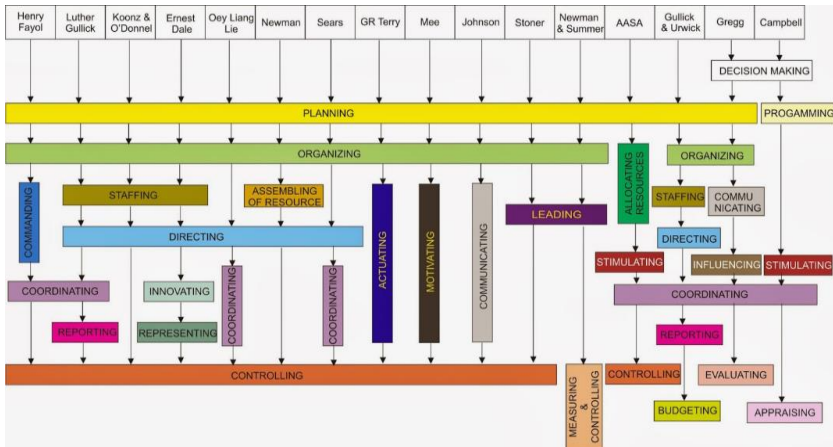 Henry Fayol
Luther Gullick
Koonz & O'Donnel
Ernest Dale
Oey Liang Lie
Newman
Sears
GR Terry
Mee
Johnson
Stoner
Newman & Summer
AASA
Gullick & Urwick
Gregg
Campbell
DECISION MAKING
PLANNING
PROGAMMING
ORGANIZING
ORGANIZING
COMMANDING
STAFFING
ASSEMBLING
OF RESOURCE
ACTUATING
MOTIVATING
COMMUNICATING
LEADING
ALLOCATING
RESOURCES
STAFFING
COMMU
NICATING
DIRECTING
DIRECTING
STIMULATING
INFLUENCING
STIMULATING
COORDINATING
INNOVATING
COORDINATING
COORDINATING
COORDINATING
REPORTING
REPRESENTING
REPORTING
CONTROLLING
MEASURING
&
CONTROLLING
CONTROLLING
EVALUATING
BUDGETING
APPRAISING